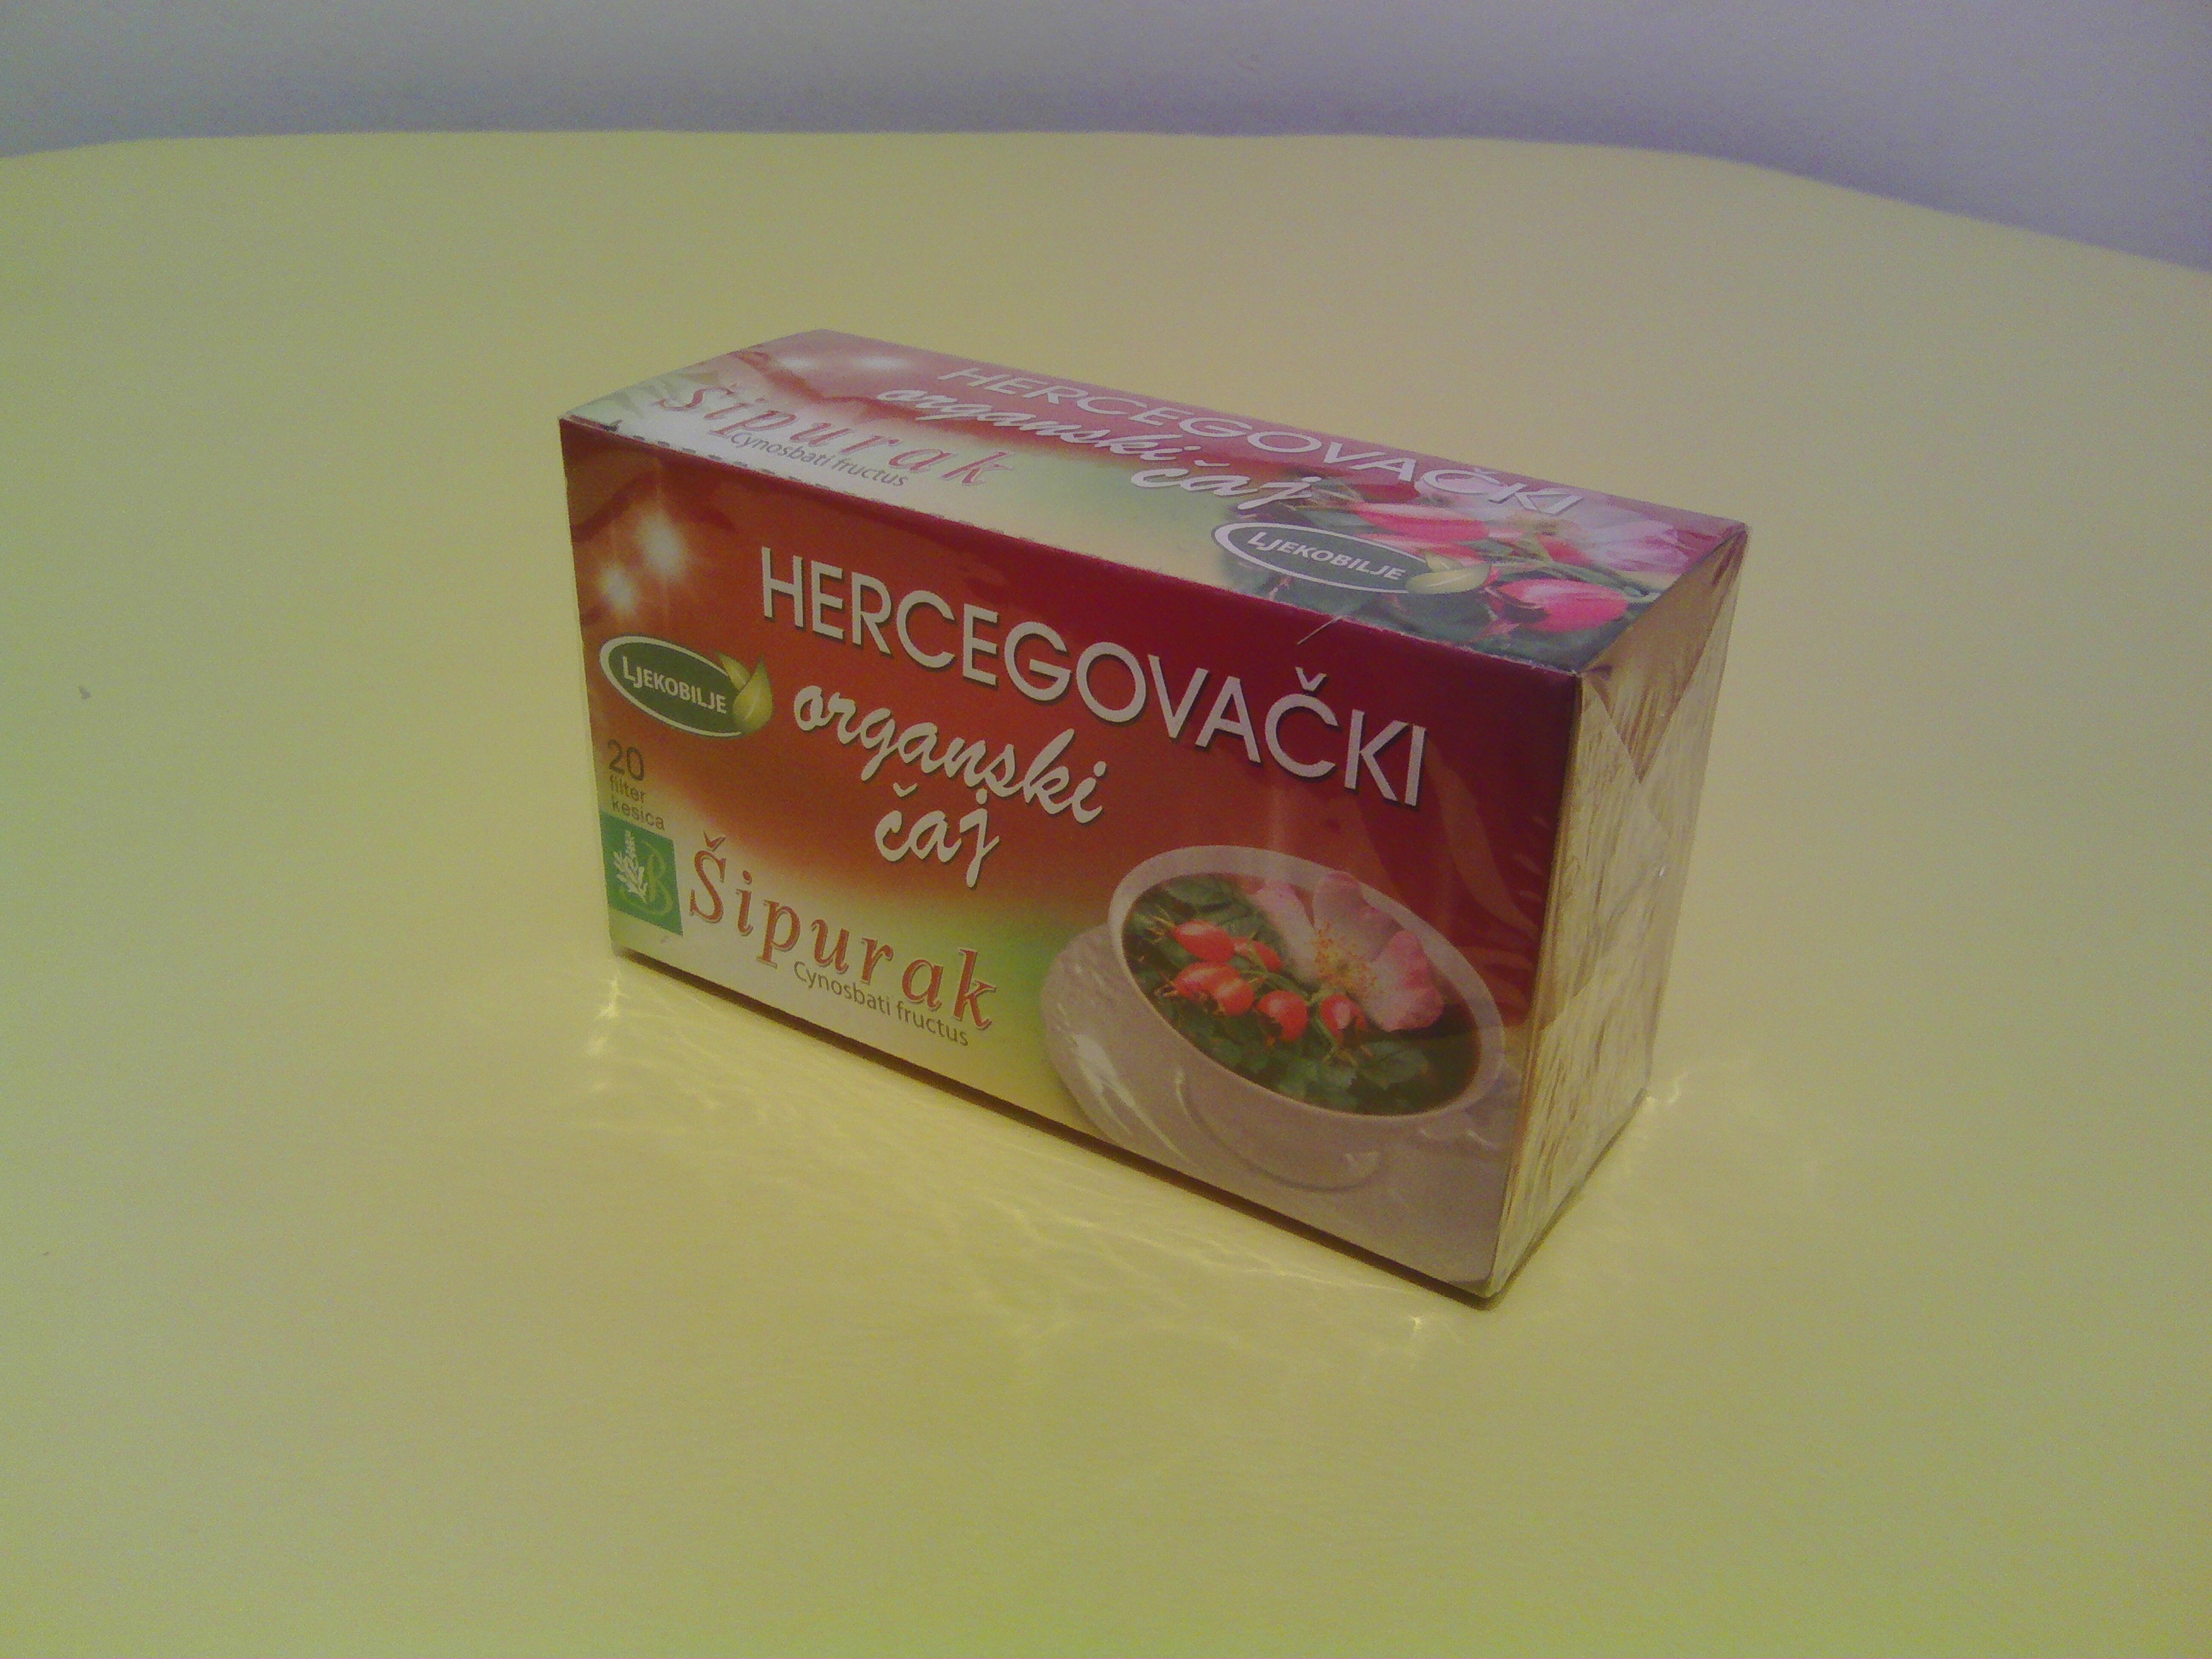 HERCEGOVAČKI
organski čaj
Šipurak
Cynosbati fructus
LJEKOBILJE
HERCEGOVAČKI
LJEKOBILJE
organski
čaj
20
filter
kesica
B
Šipurak
Cynosbati fructus